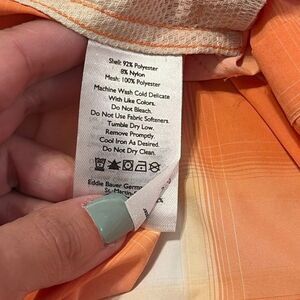 Shell: 92% Polyester
8% Nylon
Mesh: 100% Polyester
Machine Wash Cold Delicate
With Like Colors.
Do Not Bleach.
Do Not Use Fabric Softeners.
Tumble Dry Low.
Remove Promptly.
Cool Iron As Desired.
Do Not Dry Clean.
Eddie Bauer
St.-Martin-